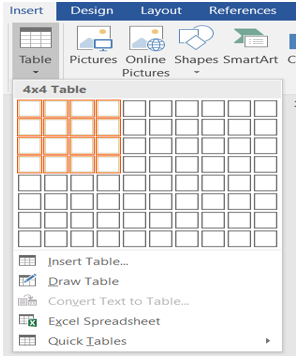 Insert Design Layout References
Table Pictures Online Pictures Shapes SmartArt
4x4 Table
Insert Table...
Draw Table
Convert Text to Table...
Excel Spreadsheet
Quick Tables